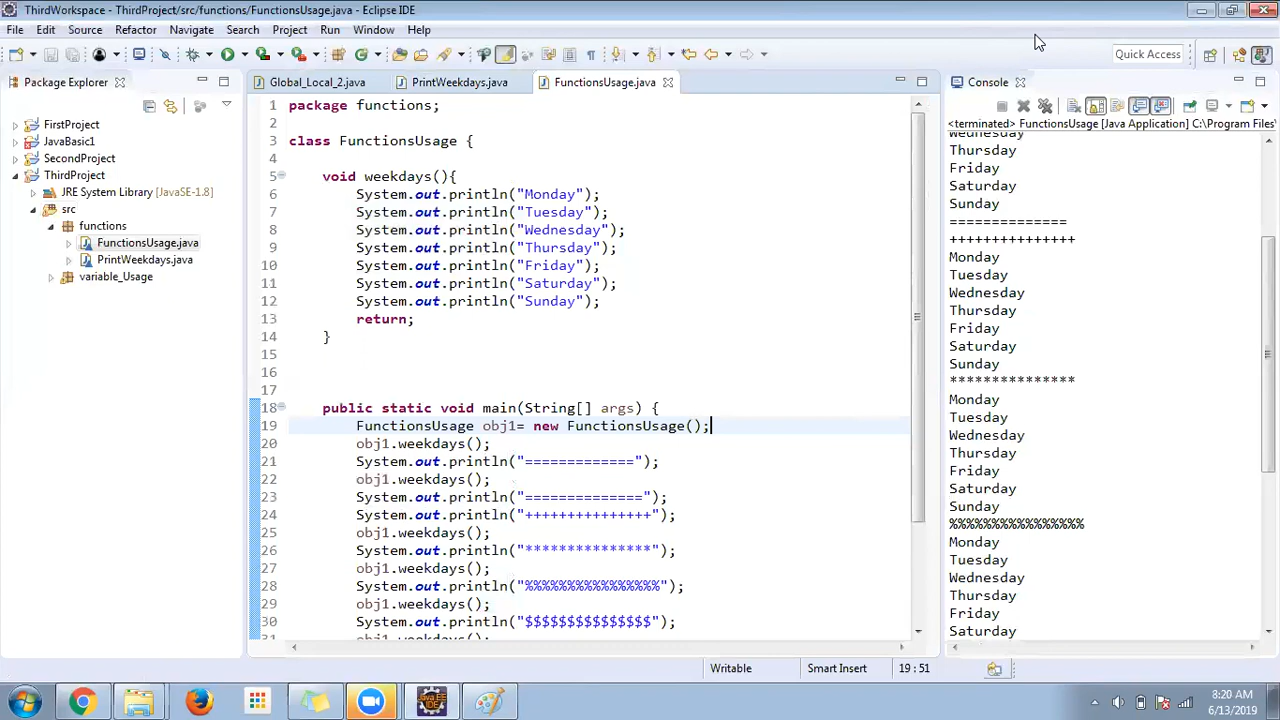 ThirdWorkspace - ThirdProject/src/functions/FunctionsUsage.java - Eclipse IDE
File Edit Source Refactor Navigate Search Project Run Window Help
Quick Access
Package Explorer
FirstProject
JavaBasic1
SecondProject
ThirdProject
JRE System Library [JavaSE-1.8]
src
functions
FunctionsUsage.java
PrintWeekdays.java
variable_Usage
Global_Local_2.java PrintWeekdays.java FunctionsUsage.java
1 package functions;
2
3 class FunctionsUsage {
4
5 void weekdays(){
6 System.out.println("Monday");
7 System.out.println("Tuesday");
8 System.out.println("Wednesday");
9 System.out.println("Thursday");
10 System.out.println("Friday");
11 System.out.println("Saturday");
12 System.out.println("Sunday");
13 return;
14 }
15
16
17
18 public static void main(String[] args) {
19 FunctionsUsage obj1= new FunctionsUsage();
20 obj1.weekdays();
21 System.out.println("=============");
22 obj1.weekdays();
23 System.out.println("==============");
24 System.out.println("+++++++++++++++");
25 obj1.weekdays();
26 System.out.println("***************");
27 obj1.weekdays();
28 System.out.println("%%%%%%%%%%%%%%%%");
29 obj1.weekdays();
30 System.out.println("$$$$$$$$$$$$$$$");
31 obj1.weekdays();
Console
<terminated> FunctionsUsage [Java Application] C:\Program Files\
Wednesday
Thursday
Friday
Saturday
Sunday
==============
+++++++++++++++
Monday
Tuesday
Wednesday
Thursday
Friday
Saturday
Sunday
***************
Monday
Tuesday
Wednesday
Thursday
Friday
Saturday
Sunday
%%%%%%%%%%%%%%%%
Monday
Tuesday
Wednesday
Thursday
Friday
Saturday
Writable Smart Insert 19 : 51
Java EE
IDE
8:20 AM
6/13/2019